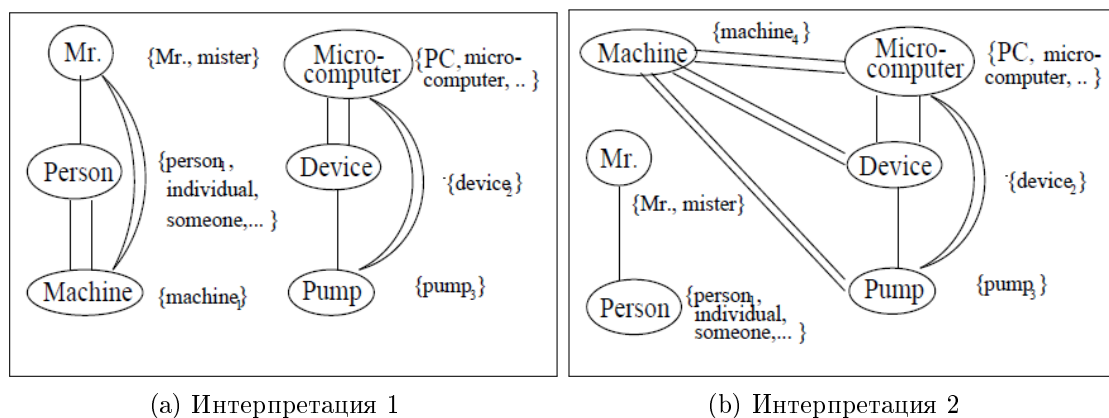 Mr.
{Mr., mister}
Person
{person₁,
individual,
someone,... }
Machine
{machine₁}
Micro-
computer
{PC, micro-
computer, .. }
Device
{device₂}
Pump
{pump₃}
(a) Интерпретация 1
Machine
{machine₄}
Micro-
computer
{PC, micro-
computer, .. }
Mr.
{Mr., mister}
Device
{device₂}
Person
{person₁,
individual,
someone,... }
Pump
{pump₃}
(b) Интерпретация 2